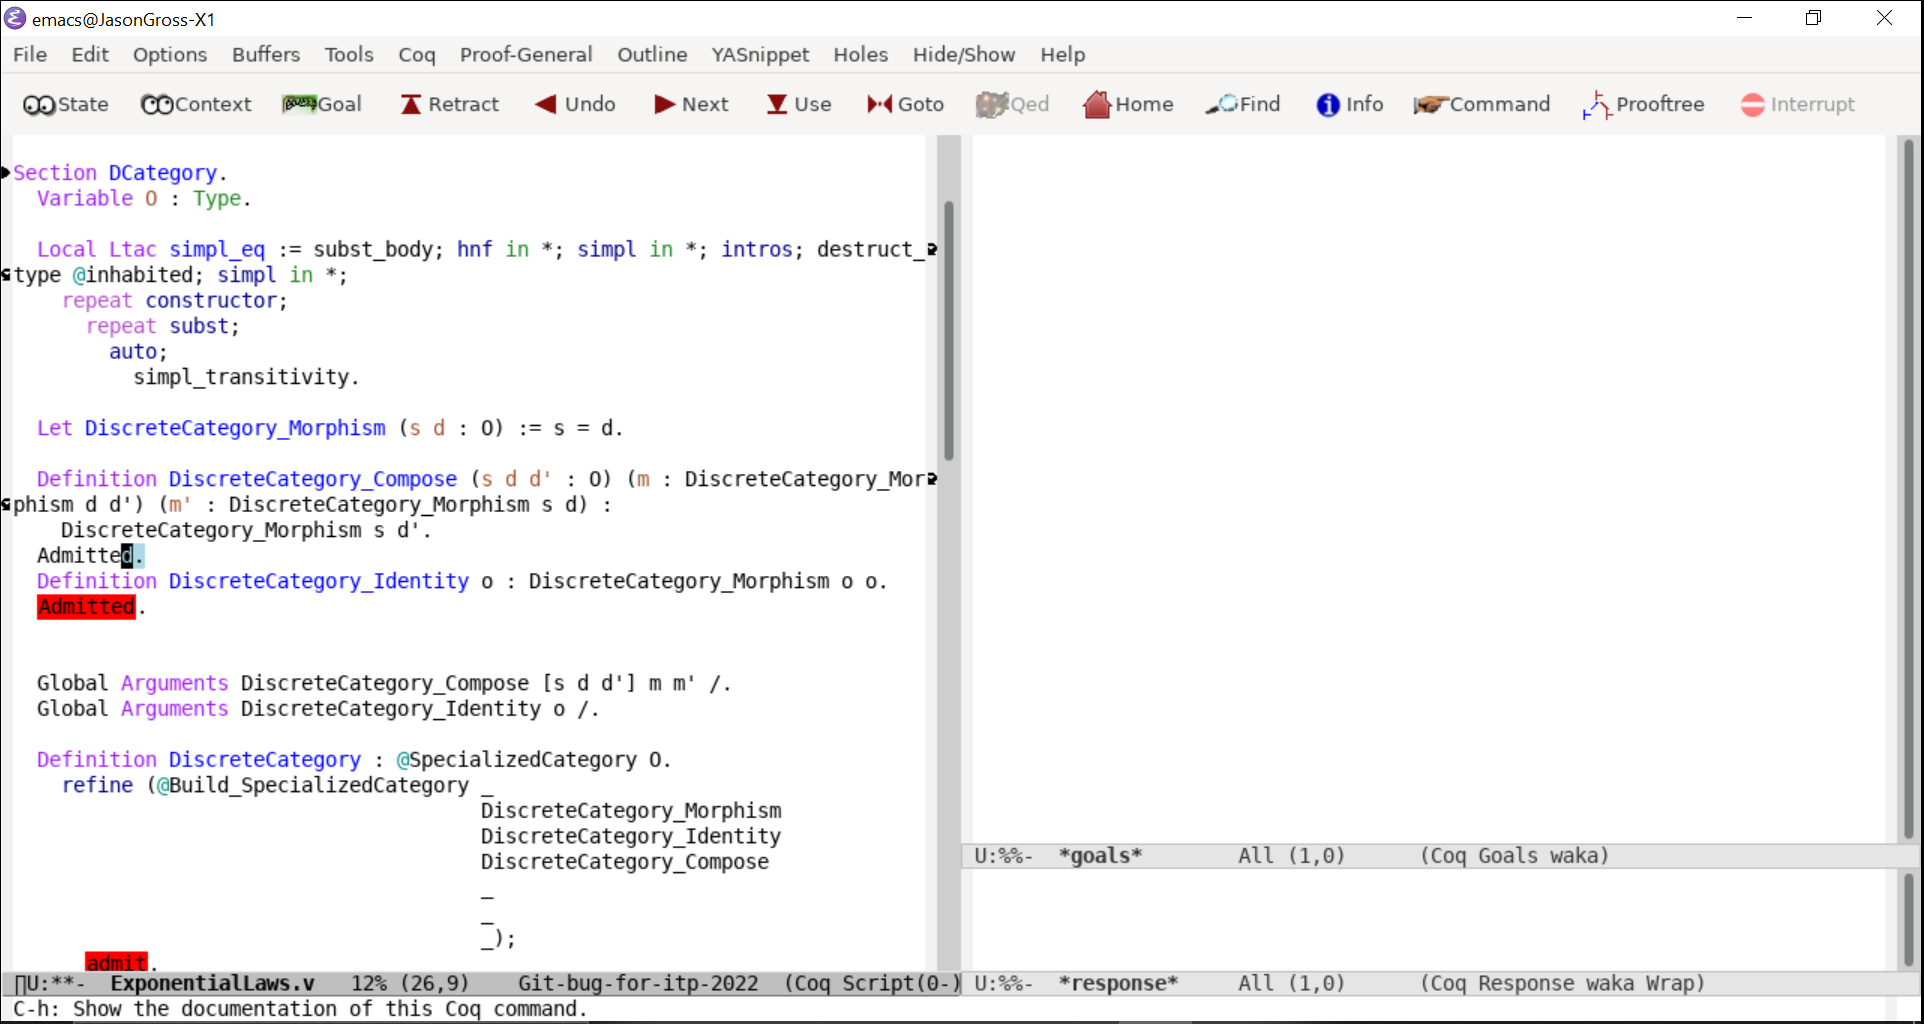 emacs@JasonGross-X1
File Edit Options Buffers Tools Coq Proof-General Outline YASnippet Holes Hide/Show Help
State Context Goal Retract Undo Next Use Goto Qed Home Find Info Command Prooftree Interrupt
Section DCategory.
Variable O : Type.
Local Ltac simpl_eq := subst_body; hnf in *; simpl in *; intros; destruct_
type @inhabited; simpl in *;
repeat constructor;
repeat subst;
auto;
simpl_transitivity.
Let DiscreteCategory_Morphism (s d : O) := s = d.
Definition DiscreteCategory_Compose (s d d' : O) (m : DiscreteCategory_Mor
phism d d') (m' : DiscreteCategory_Morphism s d) :
DiscreteCategory_Morphism s d'.
Admitted.
Definition DiscreteCategory_Identity o : DiscreteCategory_Morphism o o.
Admitted.
Global Arguments DiscreteCategory_Compose [s d d'] m m' /.
Global Arguments DiscreteCategory_Identity o /.
Definition DiscreteCategory : @SpecializedCategory O.
refine (@Build_SpecializedCategory _
DiscreteCategory_Morphism
DiscreteCategory_Identity
DiscreteCategory_Compose
_
_
_);
admit.
U:**- ExponentialLaws.v 12% (26,9) Git-bug-for-itp-2022 (Coq Script(0-)
C-h: Show the documentation of this Coq command.
U:%%- *goals* All (1,0) (Coq Goals waka)
U:%%- *response* All (1,0) (Coq Response waka Wrap)